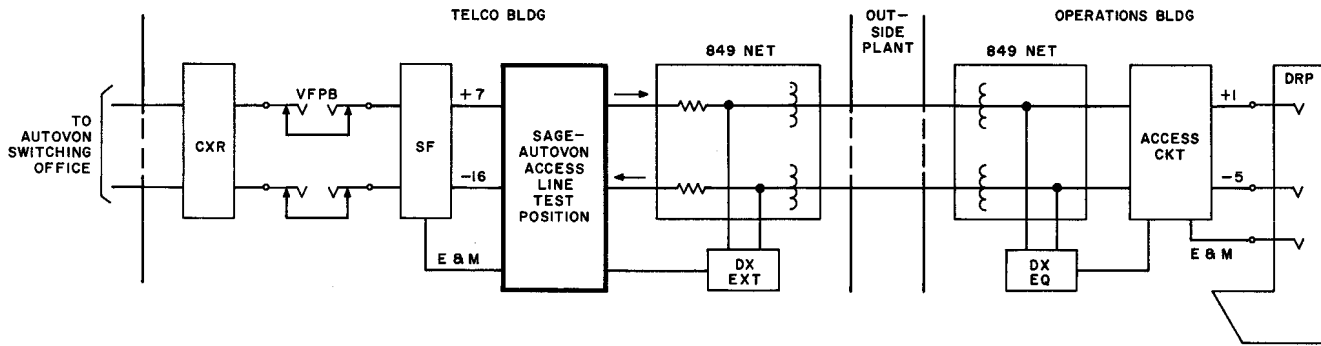 TELCO BLDG
OUT-
SIDE
PLANT
OPERATIONS BLDG
849 NET
849 NET
DRP
TO
AUTOVON
SWITCHING
OFFICE
CXR
VFPB
SF
+7
-16
E & M
SAGE-
AUTOVON
ACCESS
LINE
TEST
POSITION
DX
EXT
DX
EQ
ACCESS
CKT
+1
-5
E & M